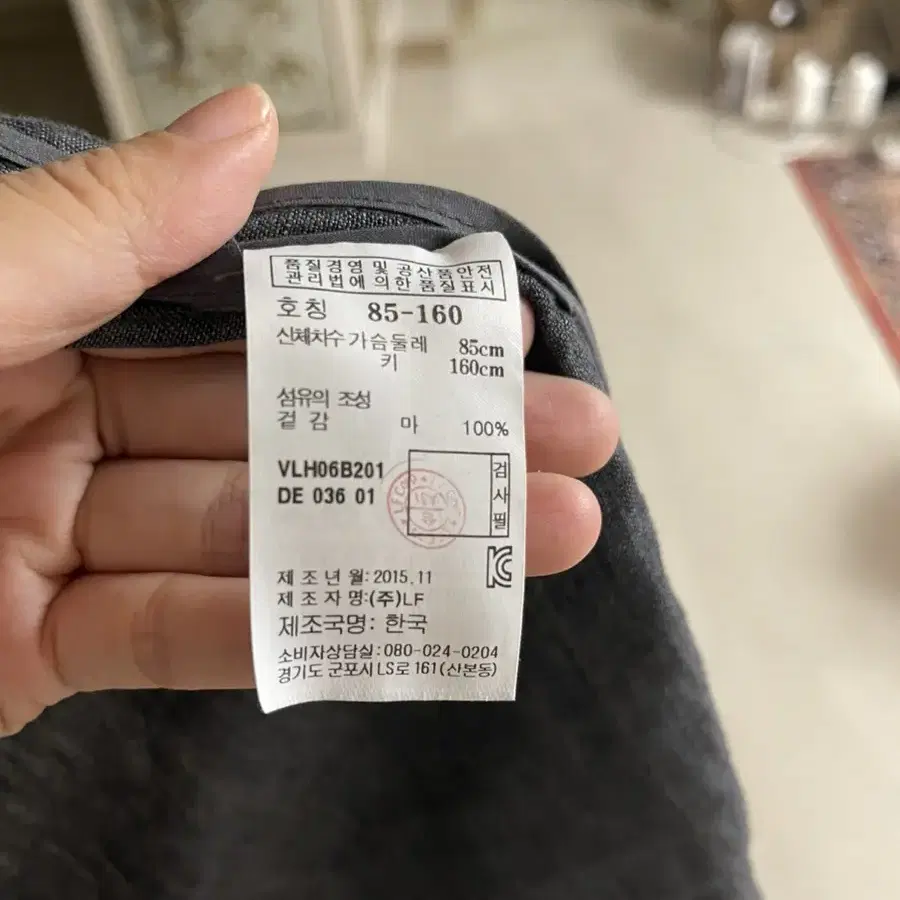 품질경영 및 공산품안전
관리법에 의한 품질표시
호칭 85-160
신체치수 가슴둘레 85cm
키 160cm
섬유의 조성
겉감 마 100%
VLH06B201
DE 036 01
검사필
제조년월: 2015.11
제조자명: (주)LF
제조국명: 한국
소비자상담실: 080-024-0204
경기도 군포시 LS로 161(산본동)